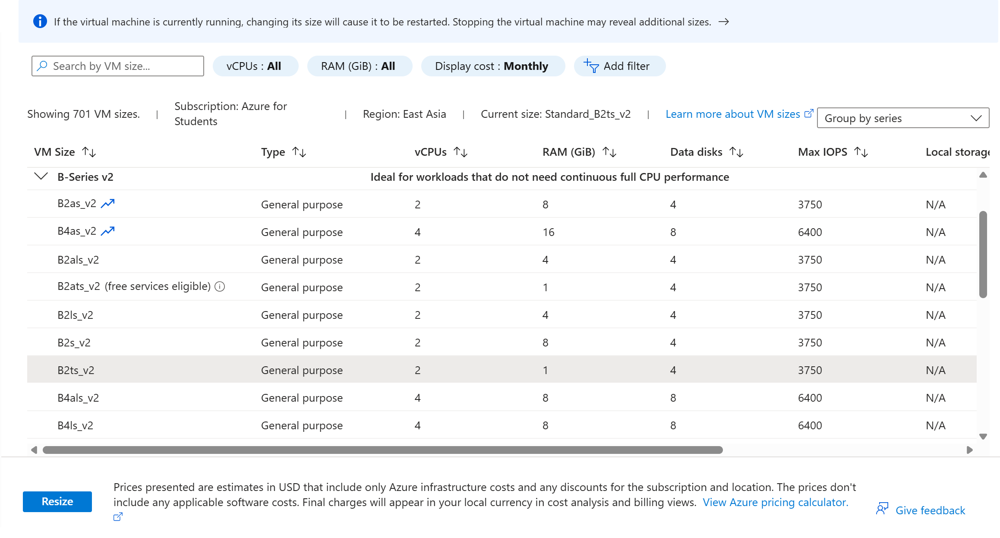 If the virtual machine is currently running, changing its size will cause it to be restarted. Stopping the virtual machine may reveal additional sizes. →
Search by VM size...
vCPUs : All
RAM (GiB) : All
Display cost : Monthly
Add filter
Showing 701 VM sizes. | Subscription: Azure for Students | Region: East Asia | Current size: Standard_B2ts_v2 | Learn more about VM sizes
Group by series
VM Size ↑↓ Type ↑↓ vCPUs ↑↓ RAM (GiB) ↑↓ Data disks ↑↓ Max IOPS ↑↓ Local storage
B-Series v2 Ideal for workloads that do not need continuous full CPU performance
B2as_v2 General purpose 2 8 4 3750 N/A
B4as_v2 General purpose 4 16 8 6400 N/A
B2als_v2 General purpose 2 4 4 3750 N/A
B2ats_v2 (free services eligible) General purpose 2 1 4 3750 N/A
B2ls_v2 General purpose 2 4 4 3750 N/A
B2s_v2 General purpose 2 8 4 3750 N/A
B2ts_v2 General purpose 2 1 4 3750 N/A
B4als_v2 General purpose 4 8 8 6400 N/A
B4ls_v2 General purpose 4 8 8 6400 N/A
Resize
Prices presented are estimates in USD that include only Azure infrastructure costs and any discounts for the subscription and location. The prices don't
include any applicable software costs. Final charges will appear in your local currency in cost analysis and billing views. View Azure pricing calculator.
Give feedback